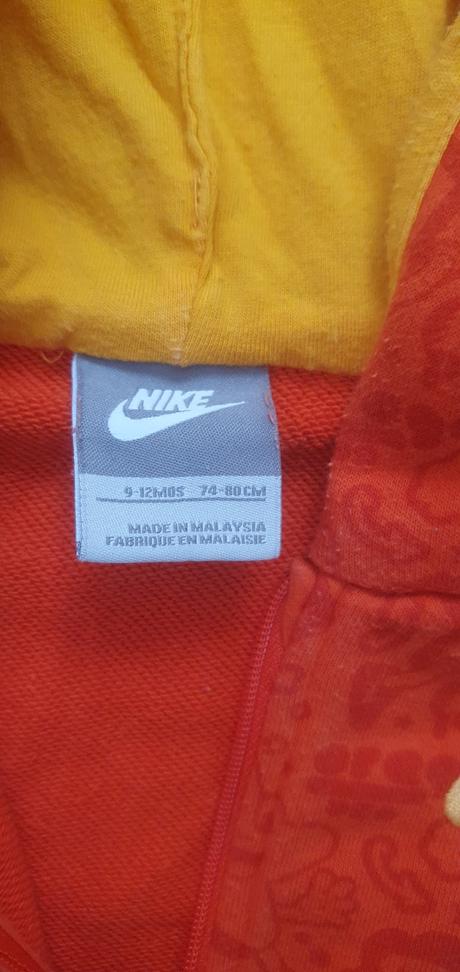 NIKE
9-12MOS 74-80CM
MADE IN MALAYSIA
FABRIQUE EN MALAISIE